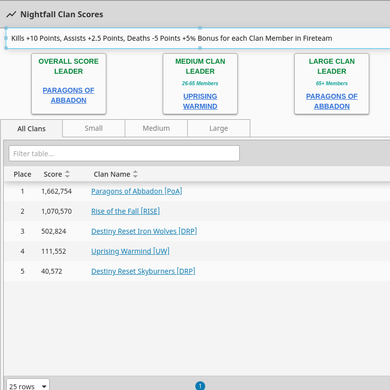 Nightfall Clan Scores
Kills +10 Points, Assists +2.5 Points, Deaths -5 Points +5% Bonus for each Clan Member in Fireteam
OVERALL SCORE
LEADER
PARAGONS OF
ABBADON
MEDIUM CLAN
LEADER
26-65 Members
UPRISING
WARMIND
LARGE CLAN
LEADER
65+ Members
PARAGONS OF
ABBADON
All Clans Small Medium Large
Filter table...
Place Score Clan Name
1 1,662,754 Paragons of Abbadon [PoA]
2 1,070,570 Rise of the Fall [RISE]
3 502,824 Destiny Reset Iron Wolves [DRP]
4 111,552 Uprising Warmind [UW]
5 40,572 Destiny Reset Skyburners [DRP]
25 rows 1